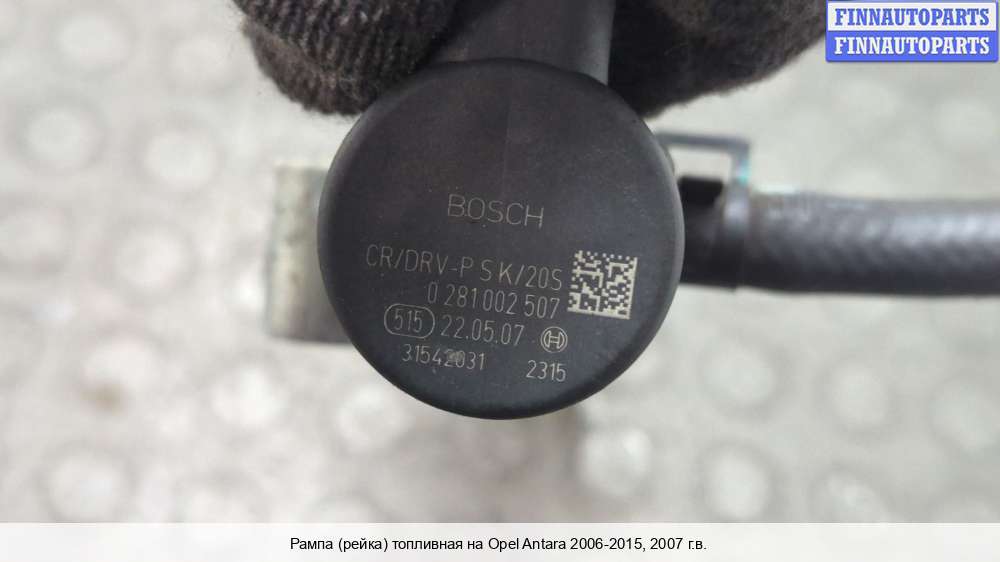 FINNAUTOPARTS
FINNAUTOPARTS
BOSCH
CR/DRV-P S K/20S
0 281 002 507
515 22.05.07 H
31542031 2315
Рампа (рейка) топливная на Opel Antara 2006-2015, 2007 г.в.